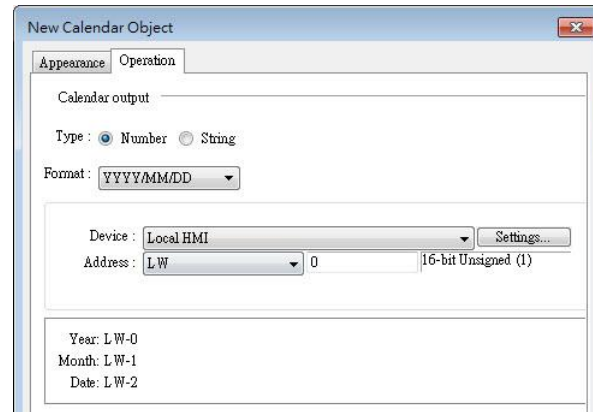 New Calendar Object
Appearance Operation
Calendar output
Type : Number String
Format : YYYY/MM/DD
Device : Local HMI Settings...
Address : LW 0 16-bit Unsigned (1)
Year: LW-0
Month: LW-1
Date: LW-2